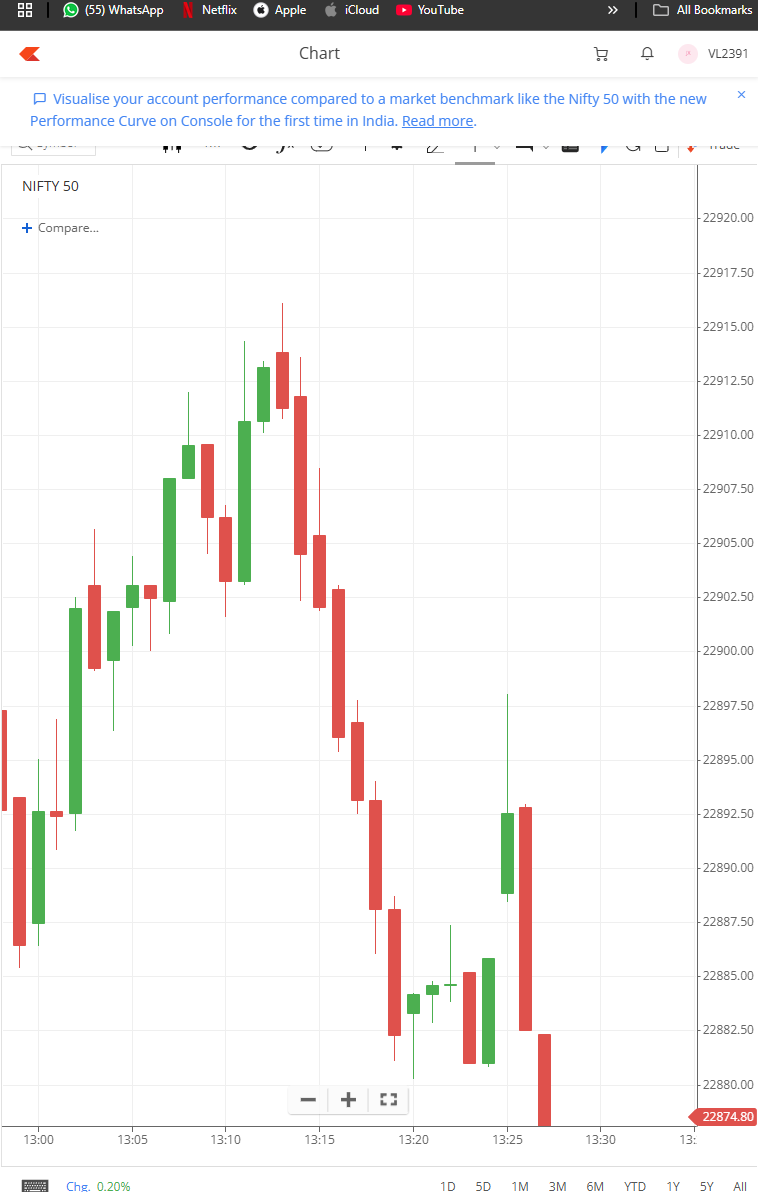 (55) WhatsApp Netflix Apple iCloud YouTube » All Bookmarks
Chart VL2391
Visualise your account performance compared to a market benchmark like the Nifty 50 with the new
Performance Curve on Console for the first time in India. Read more.
NIFTY 50
Compare...
22920.00
22917.50
22915.00
22912.50
22910.00
22907.50
22905.00
22902.50
22900.00
22897.50
22895.00
22892.50
22890.00
22887.50
22885.00
22882.50
22880.00
22874.80
13:00 13:05 13:10 13:15 13:20 13:25 13:30 13:
Chg. 0.20% 1D 5D 1M 3M 6M YTD 1Y 5Y All